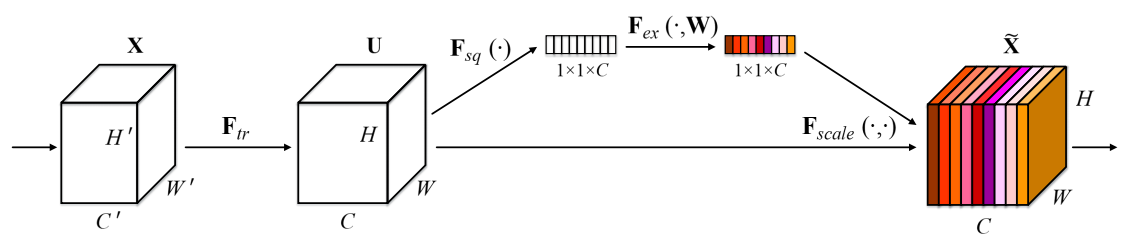 X
H′
W′
C′
F_tr
U
H
W
C
F_sq (·)
1×1×C
F_ex (·,W)
1×1×C
F_scale (·,·)
X̃
H
W
C